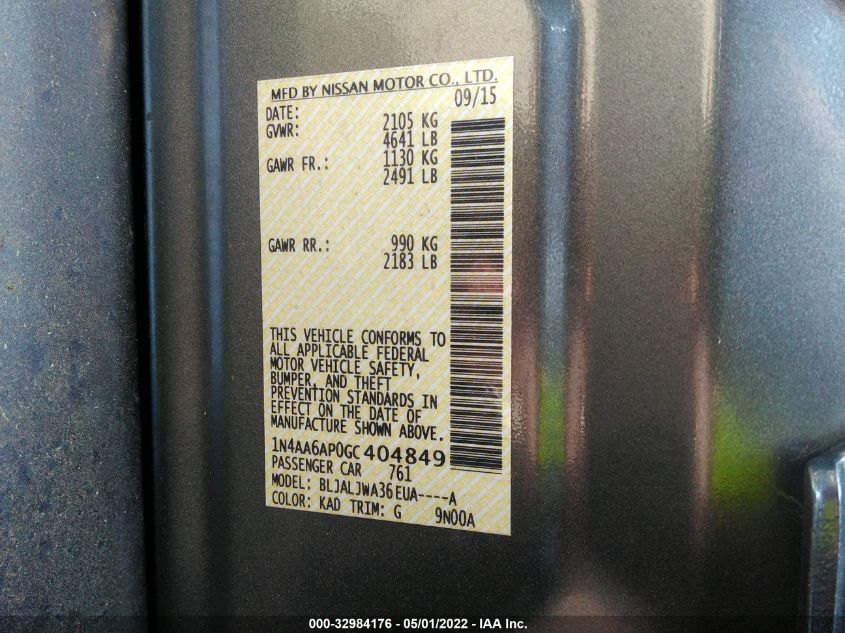 MFD BY NISSAN MOTOR CO., LTD.
DATE: 09/15
GVWR: 2105 KG
4641 LB
GAWR FR.: 1130 KG
2491 LB
GAWR RR.: 990 KG
2183 LB
THIS VEHICLE CONFORMS TO
ALL APPLICABLE FEDERAL
MOTOR VEHICLE SAFETY,
BUMPER, AND THEFT
PREVENTION STANDARDS IN
EFFECT ON THE DATE OF
MANUFACTURE SHOWN ABOVE.
1N4AA6AP0GC404849
PASSENGER CAR 761
MODEL: BLJALJWA36EUA----A
COLOR: KAD TRIM: G 9N00A
000-32984176 - 05/01/2022 - IAA Inc.